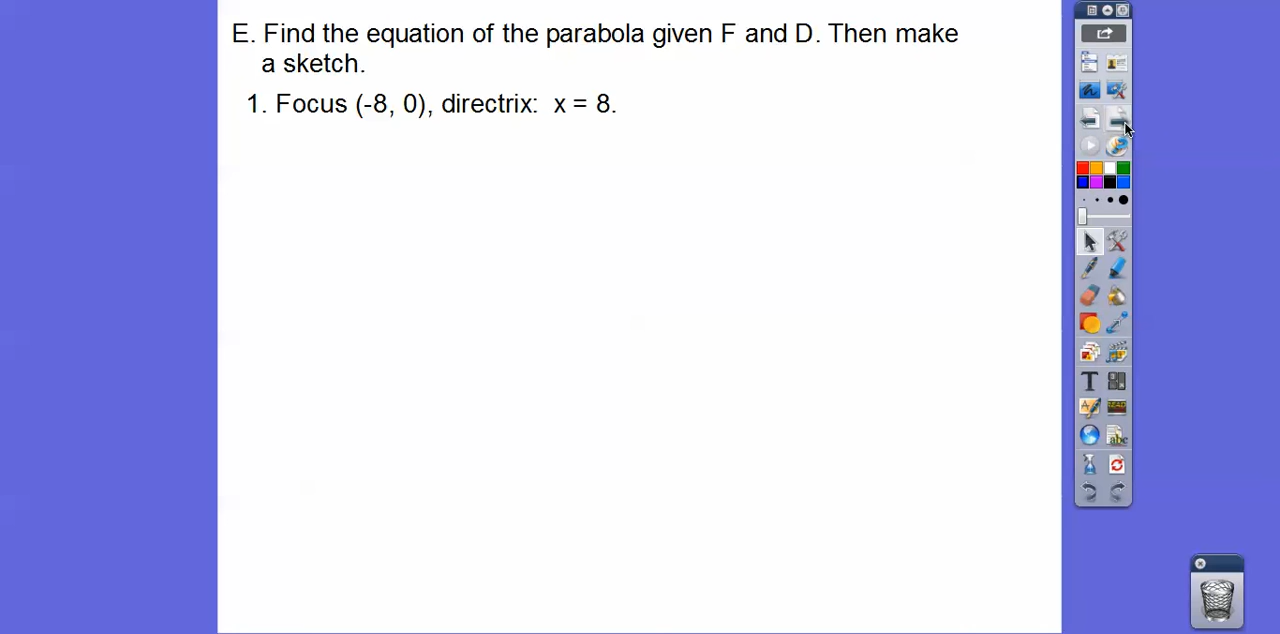 E. Find the equation of the parabola given F and D. Then make
a sketch.
1. Focus (-8, 0), directrix: x = 8.